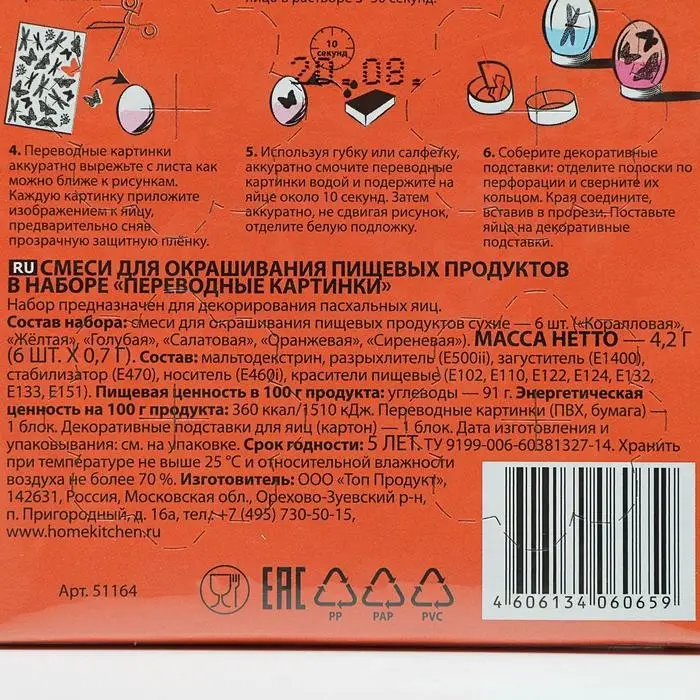 яйцо в растворе 3–30 секунд.
10
секунд
20.08.
4. Переводные картинки
аккуратно вырежьте с листа как
можно ближе к рисункам.
Каждую картинку приложите
изображением к яйцу,
предварительно сняв
прозрачную защитную плёнку.
5. Используя губку или салфетку,
аккуратно смочите переводные
картинки водой и подержите на
яйце около 10 секунд. Затем
аккуратно, не сдвигая рисунок,
отделите белую подложку.
6. Соберите декоративные
подставки: отделите полоски по
перфорации и сверните их
кольцом. Края соедините,
вставив в прорези. Поставьте
яйца на декоративные
подставки.
RU СМЕСИ ДЛЯ ОКРАШИВАНИЯ ПИЩЕВЫХ ПРОДУКТОВ
В НАБОРЕ «ПЕРЕВОДНЫЕ КАРТИНКИ»
Набор предназначен для декорирования пасхальных яиц.
Состав набора: смеси для окрашивания пищевых продуктов сухие — 6 шт. («Коралловая»,
«Жёлтая», «Голубая», «Салатовая», «Оранжевая», «Сиреневая»). МАССА НЕТТО — 4,2 Г
(6 ШТ. X 0,7 Г). Состав: мальтодекстрин, разрыхлитель (Е500ii), загуститель (Е1400),
стабилизатор (Е470), носитель (Е460i), красители пищевые (Е102, Е110, Е122, Е124, Е132,
Е133, Е151). Пищевая ценность в 100 г продукта: углеводы — 91 г. Энергетическая
ценность на 100 г продукта: 360 ккал/1510 кДж. Переводные картинки (ПВХ, бумага) —
1 блок. Декоративные подставки для яиц (картон) — 1 блок. Дата изготовления и
упаковывания: см. на упаковке. Срок годности: 5 ЛЕТ. ТУ 9199-006-60381327-14. Хранить
при температуре не выше 25 °С и относительной влажности
воздуха не более 70 %. Изготовитель: ООО «Топ Продукт»,
142631, Россия, Московская обл., Орехово-Зуевский р-н,
п. Пригородный, д. 16а, тел.: +7 (495) 730-50-15,
www.homekitchen.ru
Арт. 51164
EAC
PP
PAP
PVC
4 606134 060659